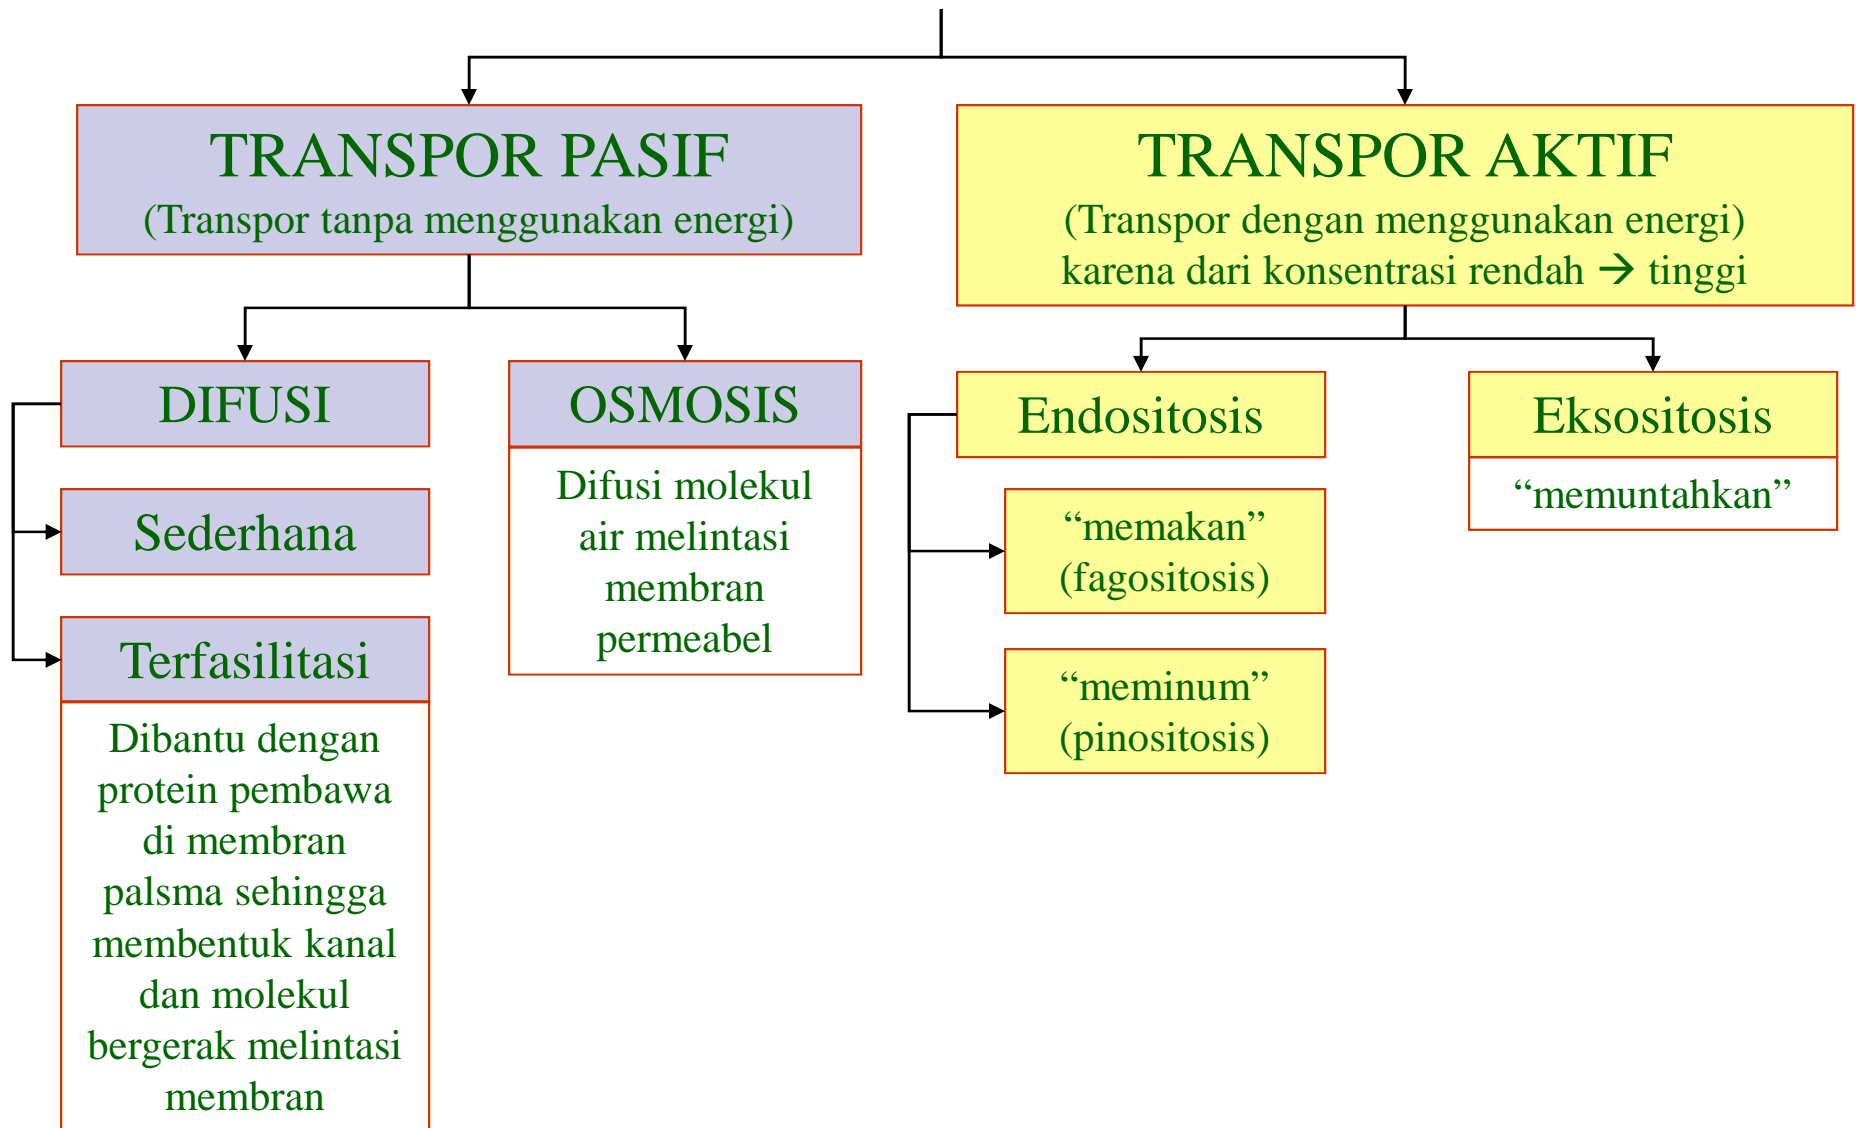 TRANSPOR PASIF
(Transpor tanpa menggunakan energi)
TRANSPOR AKTIF
(Transpor dengan menggunakan energi)
karena dari konsentrasi rendah → tinggi
DIFUSI
Sederhana
Terfasilitasi
Dibantu dengan
protein pembawa
di membran
palsma sehingga
membentuk kanal
dan molekul
bergerak melintasi
membran
OSMOSIS
Difusi molekul
air melintasi
membran
permeabel
Endositosis
“memakan”
(fagositosis)
“meminum”
(pinositosis)
Eksositosis
“memuntahkan”